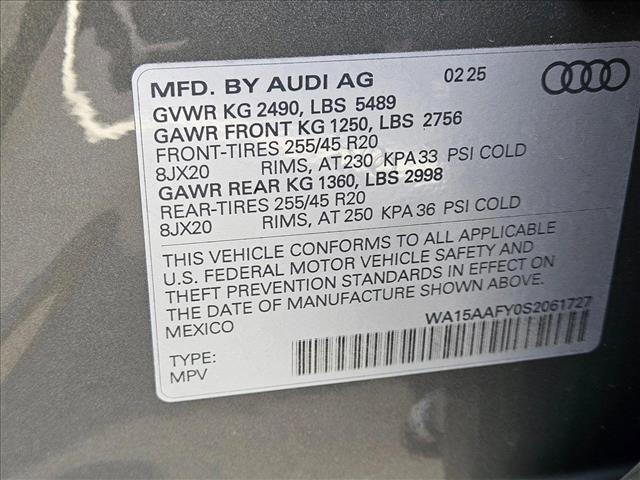 MFD. BY AUDI AG 02 25
GVWR KG 2490, LBS 5489
GAWR FRONT KG 1250, LBS 2756
FRONT-TIRES 255/45 R20
8JX20 RIMS, AT 230 KPA 33 PSI COLD
GAWR REAR KG 1360, LBS 2998
REAR-TIRES 255/45 R20
8JX20 RIMS, AT 250 KPA 36 PSI COLD
THIS VEHICLE CONFORMS TO ALL APPLICABLE
U.S. FEDERAL MOTOR VEHICLE SAFETY AND
THEFT PREVENTION STANDARDS IN EFFECT ON
THE DATE OF MANUFACTURE SHOWN ABOVE.
MEXICO
WA15AAFY0S2061727
TYPE:
MPV